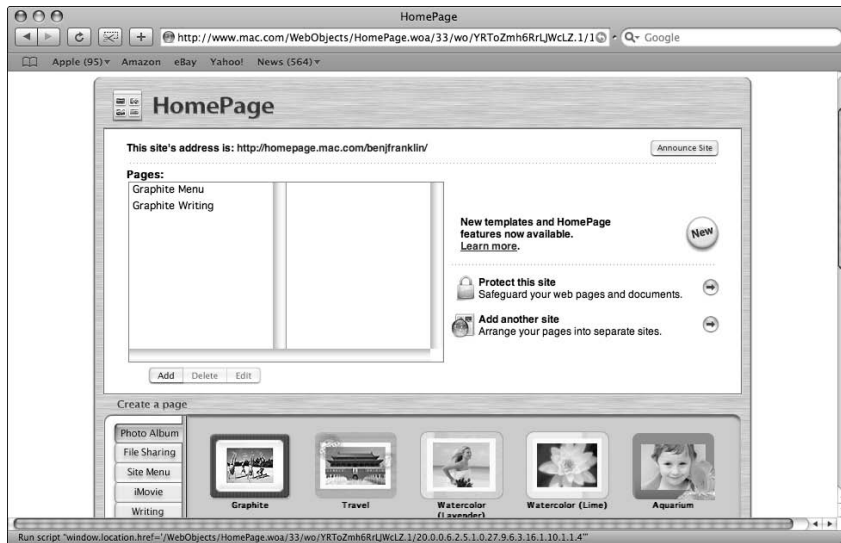 HomePage
http://www.mac.com/WebObjects/HomePage.woa/33/wo/YRToZmh6RrLJWcLZ.1/1
Google
Apple (95)▾ Amazon eBay Yahoo! News (564)▾
HomePage
This site's address is: http://homepage.mac.com/benjfranklin/
Announce Site
Pages:
Graphite Menu
Graphite Writing
New templates and HomePage
features now available.
Learn more.
New
Protect this site
Safeguard your web pages and documents.
Add another site
Arrange your pages into separate sites.
Add Delete Edit
Create a page
Photo Album
File Sharing
Site Menu
iMovie
Writing
Graphite
Travel
Watercolor
(Lavender)
Watercolor (Lime)
Aquarium
Run script "window.location.href='/WebObjects/HomePage.woa/33/wo/YRToZmh6RrLJWcLZ.1/20.0.0.6.2.5.1.0.27.9.6.3.16.1.10.1.1.4'"